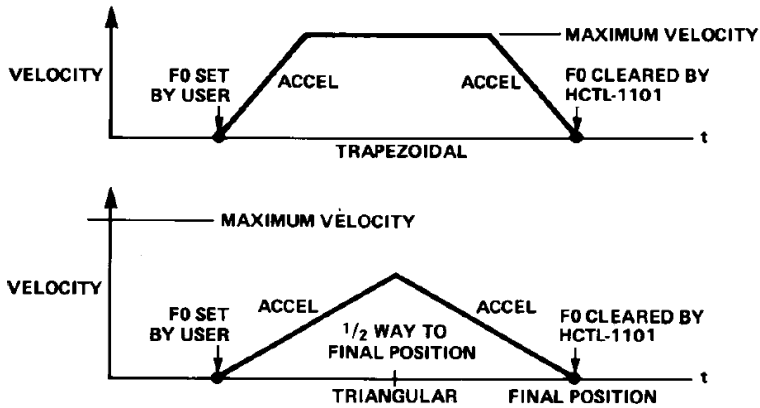 MAXIMUM VELOCITY
VELOCITY
F0 SET
BY USER
ACCEL
ACCEL
F0 CLEARED BY
HCTL-1101
t
TRAPEZOIDAL
MAXIMUM VELOCITY
VELOCITY
F0 SET
BY USER
ACCEL
ACCEL
1/2 WAY TO
FINAL POSITION
F0 CLEARED BY
HCTL-1101
t
TRIANGULAR
FINAL POSITION